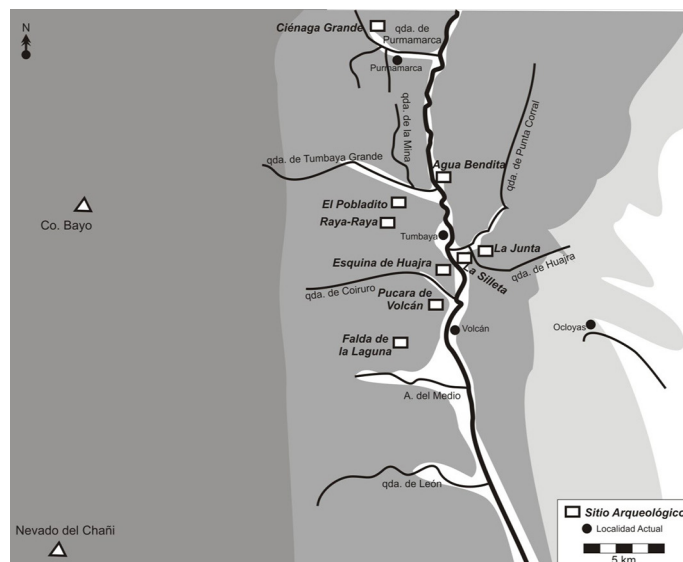 Ciénaga Grande
qda. de
Purmamarca
N
Purmamarca
qda. de la Mina
qda. de Punta Corral
qda. de Tumbaya Grande
Agua Bendita
El Pobladito
Co. Bayo
Raya-Raya
Tumbaya
La Junta
Esquina de Huajra
La Silleta
qda. de Huajra
qda. de Coiruro
Pucara de
Volcán
Volcán
Ocloyas
Falda de
la Laguna
A. del Medio
qda. de León
Sitio Arqueológico
Localidad Actual
Nevado del Chañi
5 km